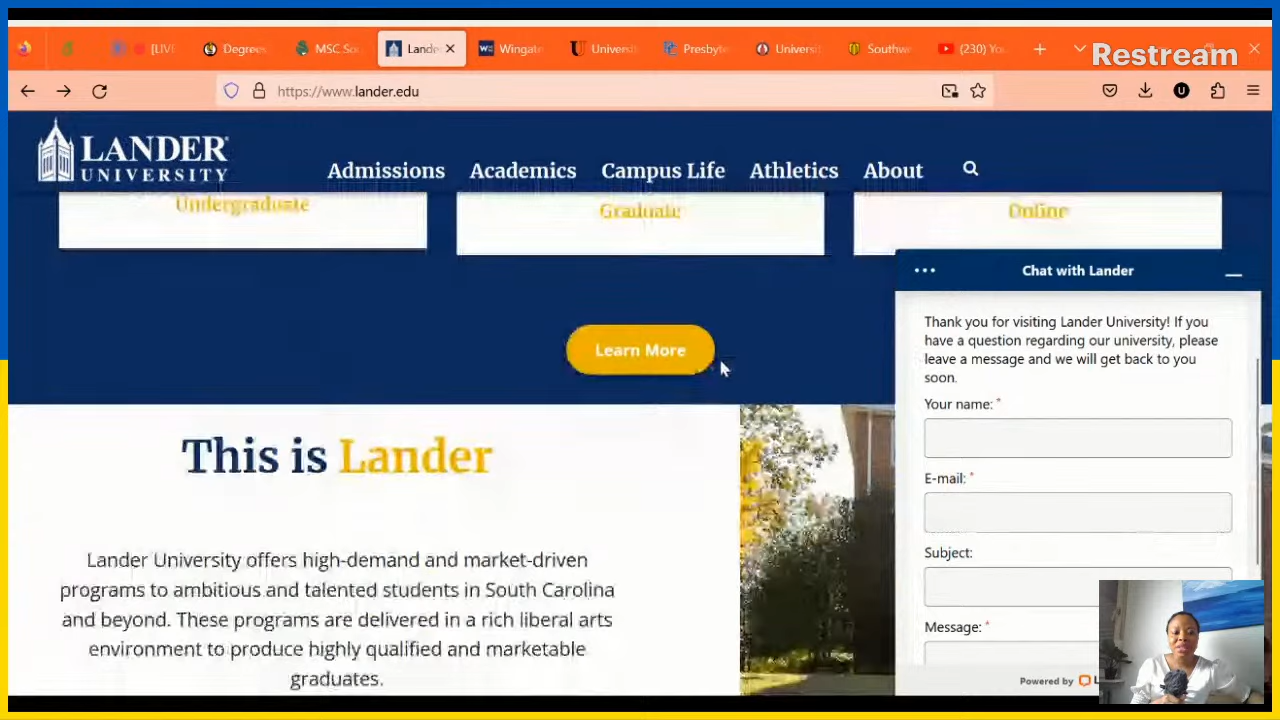 [LIVE
Degrees
MSC Soc
Lande
Wingate
Universit
Presbyte
Universi
Southwe
(230) Yo
Restream
https://www.lander.edu
U
LANDER
UNIVERSITY
Admissions
Academics
Campus Life
Athletics
About
Undergraduate
Graduate
Online
Learn More
Chat with Lander
Thank you for visiting Lander University! If you
have a question regarding our university, please
leave a message and we will get back to you
soon.
Your name: *
E-mail: *
Subject:
Message: *
Powered by
This is Lander
Lander University offers high-demand and market-driven
programs to ambitious and talented students in South Carolina
and beyond. These programs are delivered in a rich liberal arts
environment to produce highly qualified and marketable
graduates.